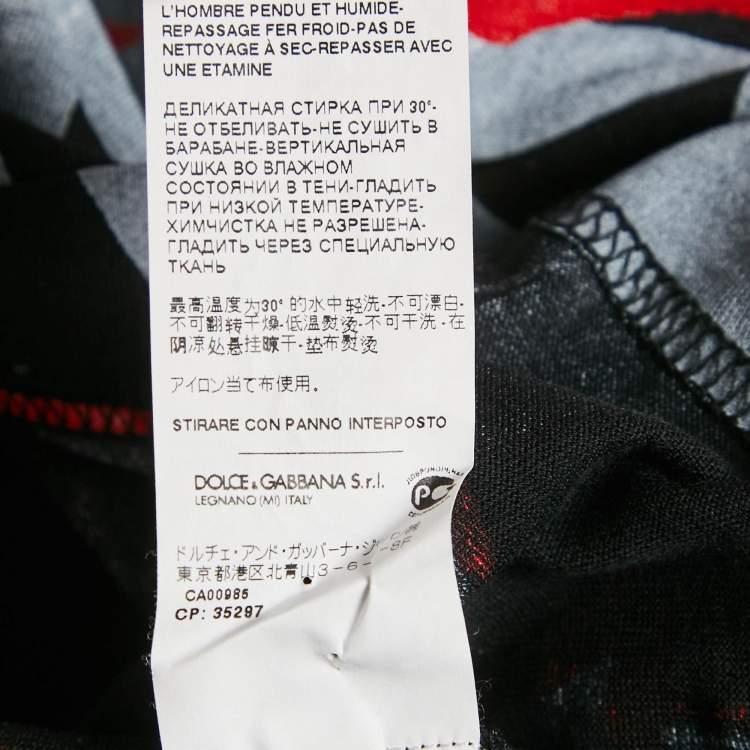 L'HOMBRE PENDU ET HUMIDE-
REPASSAGE FER FROID-PAS DE
NETTOYAGE À SEC-REPASSER AVEC
UNE ETAMINE
ДЕЛИКАТНАЯ СТИРКА ПРИ 30°-
НЕ ОТБЕЛИВАТЬ-НЕ СУШИТЬ В
БАРАБАНЕ-ВЕРТИКАЛЬНАЯ
СУШКА ВО ВЛАЖНОМ
СОСТОЯНИИ В ТЕНИ-ГЛАДИТЬ
ПРИ НИЗКОЙ ТЕМПЕРАТУРЕ-
ХИМЧИСТКА НЕ РАЗРЕШЕНА-
ГЛАДИТЬ ЧЕРЕЗ СПЕЦИАЛЬНУЮ
ТКАНЬ
最高温度为30°的水中轻洗-不可漂白-
不可翻转干燥-低温熨烫-不可干洗-在
阴凉处悬挂晾干-垫布熨烫
アイロン当て布使用。
STIRARE CON PANNO INTERPOSTO
DOLCE & GABBANA S.r.l.
LEGNANO (MI) ITALY
PC
ドルチェ・アンド・ガッバーナ・ジ
東京都港区北青山3-6-
8F
CA00985
CP: 35297